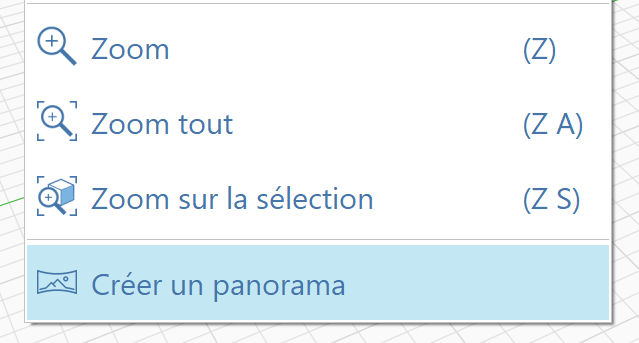 Zoom (Z)
Zoom tout (Z A)
Zoom sur la sélection (Z S)
Créer un panorama